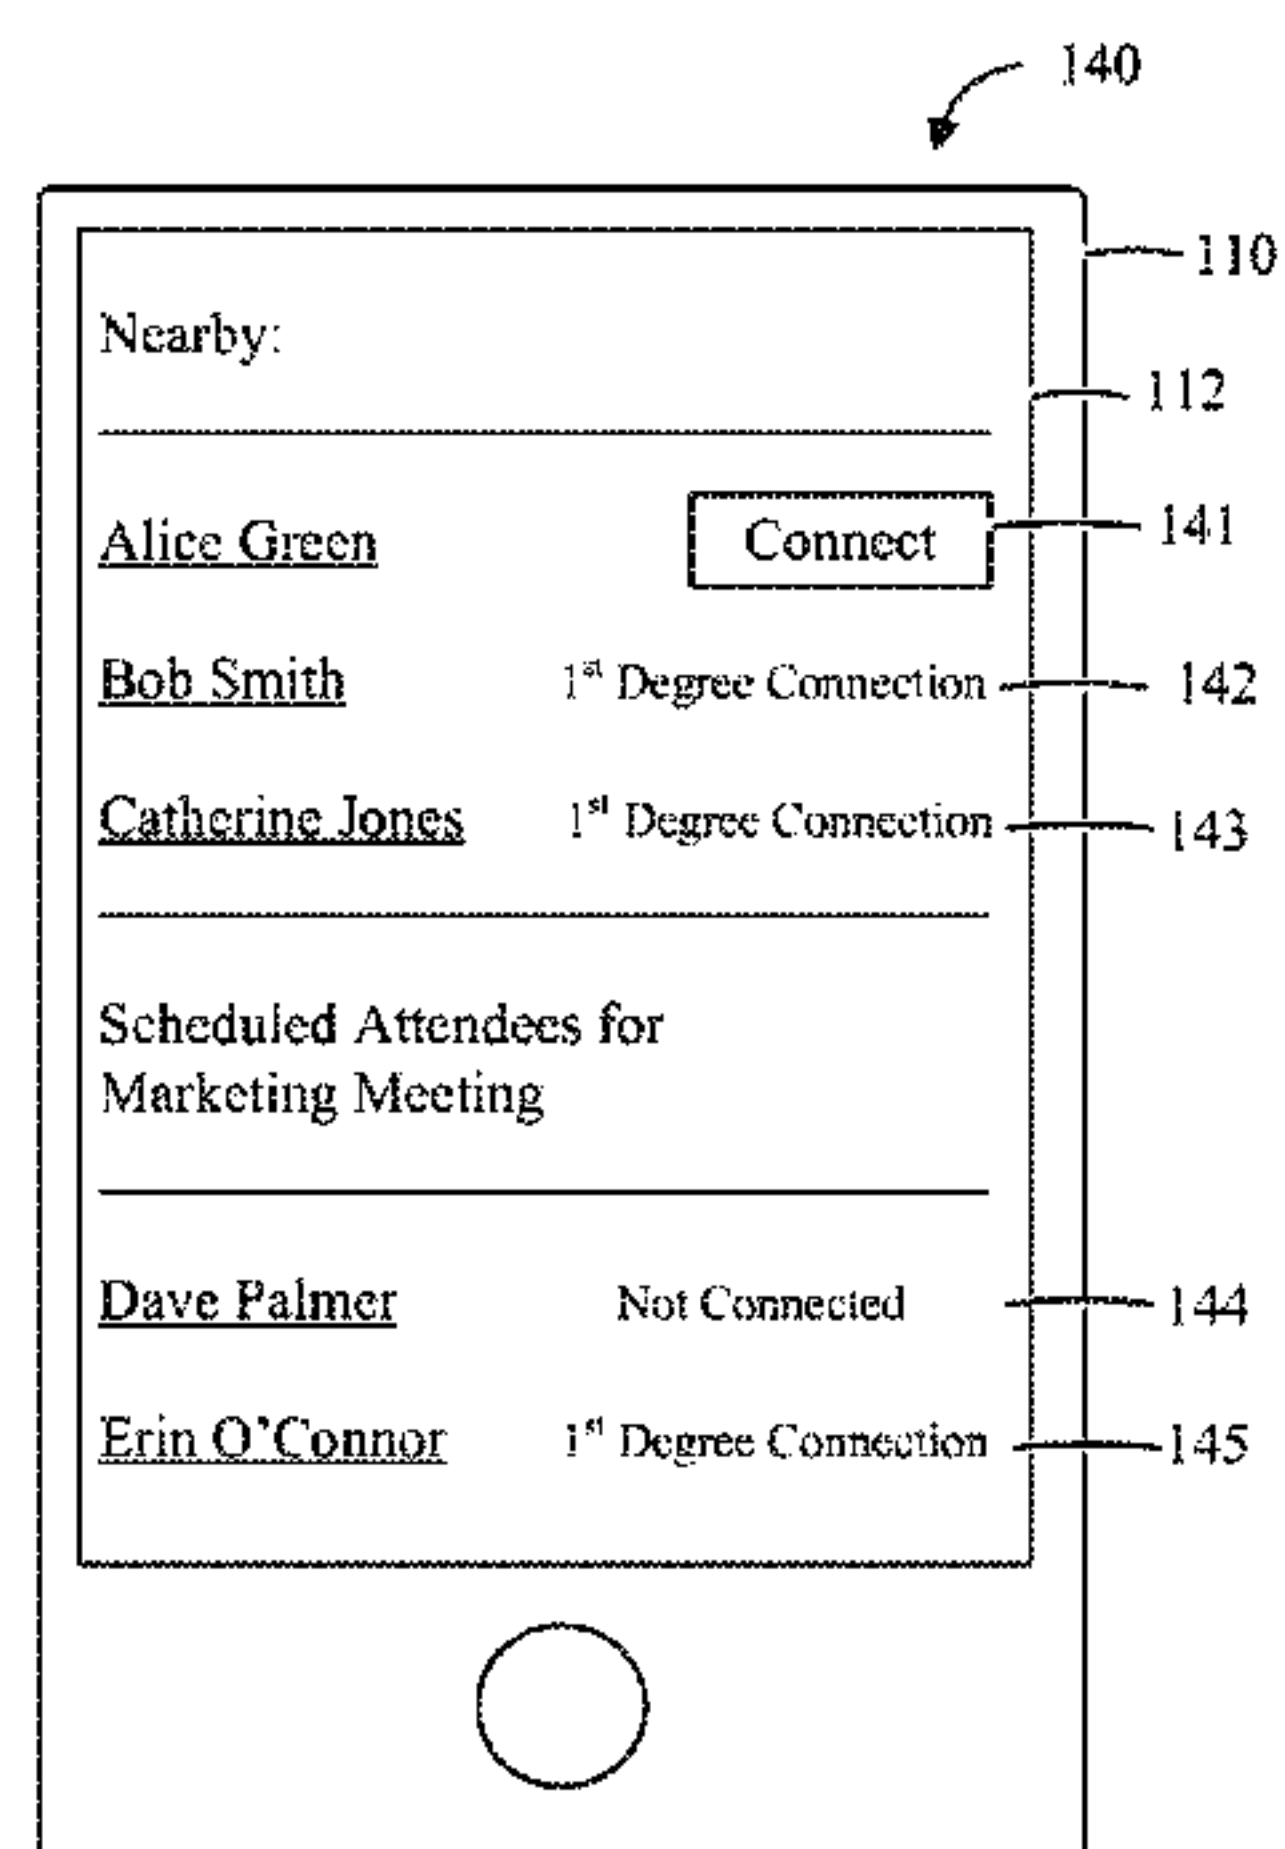 140
110
Nearby:
112
Alice Green Connect 141
Bob Smith 1st Degree Connection 142
Catherine Jones 1st Degree Connection 143
Scheduled Attendees for
Marketing Meeting
Dave Palmer Not Connected 144
Erin O'Connor 1st Degree Connection 145